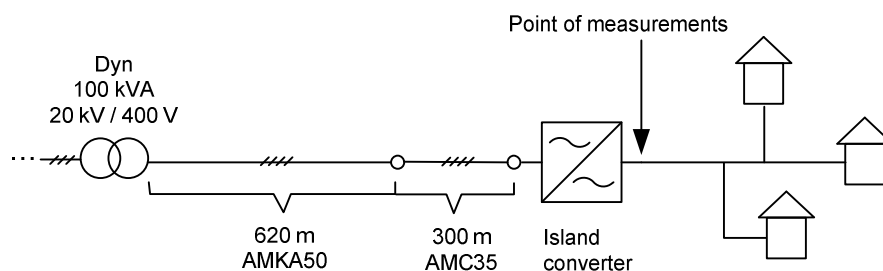 Point of measurements
Dyn
100 kVA
20 kV / 400 V
620 m
AMKA50
300 m
AMC35
Island
converter